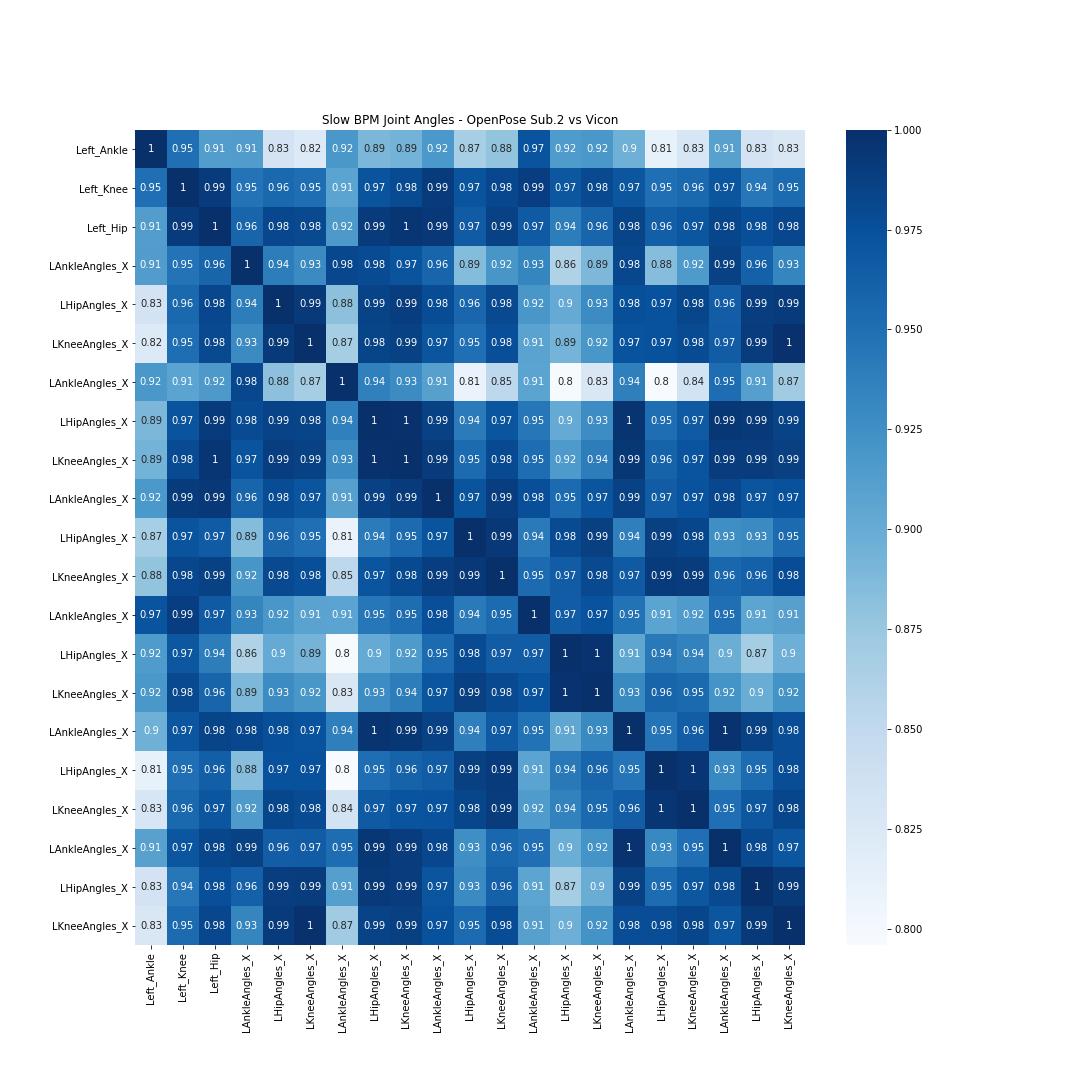 Slow BPM Joint Angles - OpenPose Sub.2 vs Vicon
Left_Ankle 1 0.95 0.91 0.91 0.83 0.82 0.92 0.89 0.89 0.92 0.87 0.88 0.97 0.92 0.92 0.9 0.81 0.83 0.91 0.83 0.83
Left_Knee 0.95 1 0.99 0.95 0.96 0.95 0.91 0.97 0.98 0.99 0.97 0.98 0.99 0.97 0.98 0.97 0.95 0.96 0.97 0.94 0.95
Left_Hip 0.91 0.99 1 0.96 0.98 0.98 0.92 0.99 1 0.99 0.97 0.99 0.97 0.94 0.96 0.98 0.96 0.97 0.98 0.98 0.98
LAnkleAngles_X 0.91 0.95 0.96 1 0.94 0.93 0.98 0.98 0.97 0.96 0.89 0.92 0.93 0.86 0.89 0.98 0.88 0.92 0.99 0.96 0.93
LHipAngles_X 0.83 0.96 0.98 0.94 1 0.99 0.88 0.99 0.99 0.98 0.96 0.98 0.92 0.9 0.93 0.98 0.97 0.98 0.96 0.99 0.99
LKneeAngles_X 0.82 0.95 0.98 0.93 0.99 1 0.87 0.98 0.99 0.97 0.95 0.98 0.91 0.89 0.92 0.97 0.97 0.98 0.97 0.99 1
LAnkleAngles_X 0.92 0.91 0.92 0.98 0.88 0.87 1 0.94 0.93 0.91 0.81 0.85 0.91 0.8 0.83 0.94 0.8 0.84 0.95 0.91 0.87
LHipAngles_X 0.89 0.97 0.99 0.98 0.99 0.98 0.94 1 1 0.99 0.94 0.97 0.95 0.9 0.93 1 0.95 0.97 0.99 0.99 0.99
LKneeAngles_X 0.89 0.98 1 0.97 0.99 0.99 0.93 1 1 0.99 0.95 0.98 0.95 0.92 0.94 0.99 0.96 0.97 0.99 0.99 0.99
LAnkleAngles_X 0.92 0.99 0.99 0.96 0.98 0.97 0.91 0.99 0.99 1 0.97 0.99 0.98 0.95 0.97 0.99 0.97 0.97 0.98 0.97 0.97
LHipAngles_X 0.87 0.97 0.97 0.89 0.96 0.95 0.81 0.94 0.95 0.97 1 0.99 0.94 0.98 0.99 0.94 0.99 0.98 0.93 0.93 0.95
LKneeAngles_X 0.88 0.98 0.99 0.92 0.98 0.98 0.85 0.97 0.98 0.99 0.99 1 0.95 0.97 0.98 0.97 0.99 0.99 0.96 0.96 0.98
LAnkleAngles_X 0.97 0.99 0.97 0.93 0.92 0.91 0.91 0.95 0.95 0.98 0.94 0.95 1 0.97 0.97 0.95 0.91 0.92 0.95 0.91 0.91
LHipAngles_X 0.92 0.97 0.94 0.86 0.9 0.89 0.8 0.9 0.92 0.95 0.98 0.97 0.97 1 1 0.91 0.94 0.94 0.9 0.87 0.9
LKneeAngles_X 0.92 0.98 0.96 0.89 0.93 0.92 0.83 0.93 0.94 0.97 0.99 0.98 0.97 1 1 0.93 0.96 0.95 0.92 0.9 0.92
LAnkleAngles_X 0.9 0.97 0.98 0.98 0.98 0.97 0.94 1 0.99 0.99 0.94 0.97 0.95 0.91 0.93 1 0.95 0.96 1 0.99 0.98
LHipAngles_X 0.81 0.95 0.96 0.88 0.97 0.97 0.8 0.95 0.96 0.97 0.99 0.99 0.91 0.94 0.96 0.95 1 1 0.93 0.95 0.98
LKneeAngles_X 0.83 0.96 0.97 0.92 0.98 0.98 0.84 0.97 0.97 0.97 0.98 0.99 0.92 0.94 0.95 0.96 1 1 0.95 0.97 0.98
LAnkleAngles_X 0.91 0.97 0.98 0.99 0.96 0.97 0.95 0.99 0.99 0.98 0.93 0.96 0.95 0.9 0.92 1 0.93 0.95 1 0.98 0.97
LHipAngles_X 0.83 0.94 0.98 0.96 0.99 0.99 0.91 0.99 0.99 0.97 0.93 0.96 0.91 0.87 0.9 0.99 0.95 0.97 0.98 1 0.99
LKneeAngles_X 0.83 0.95 0.98 0.93 0.99 1 0.87 0.99 0.99 0.97 0.95 0.98 0.91 0.9 0.92 0.98 0.98 0.98 0.97 0.99 1
Left_Ankle
Left_Knee
Left_Hip
LAnkleAngles_X
LHipAngles_X
LKneeAngles_X
LAnkleAngles_X
LHipAngles_X
LKneeAngles_X
LAnkleAngles_X
LHipAngles_X
LKneeAngles_X
LAnkleAngles_X
LHipAngles_X
LKneeAngles_X
LAnkleAngles_X
LHipAngles_X
LKneeAngles_X
LAnkleAngles_X
LHipAngles_X
LKneeAngles_X
1.000
0.975
0.950
0.925
0.900
0.875
0.850
0.825
0.800